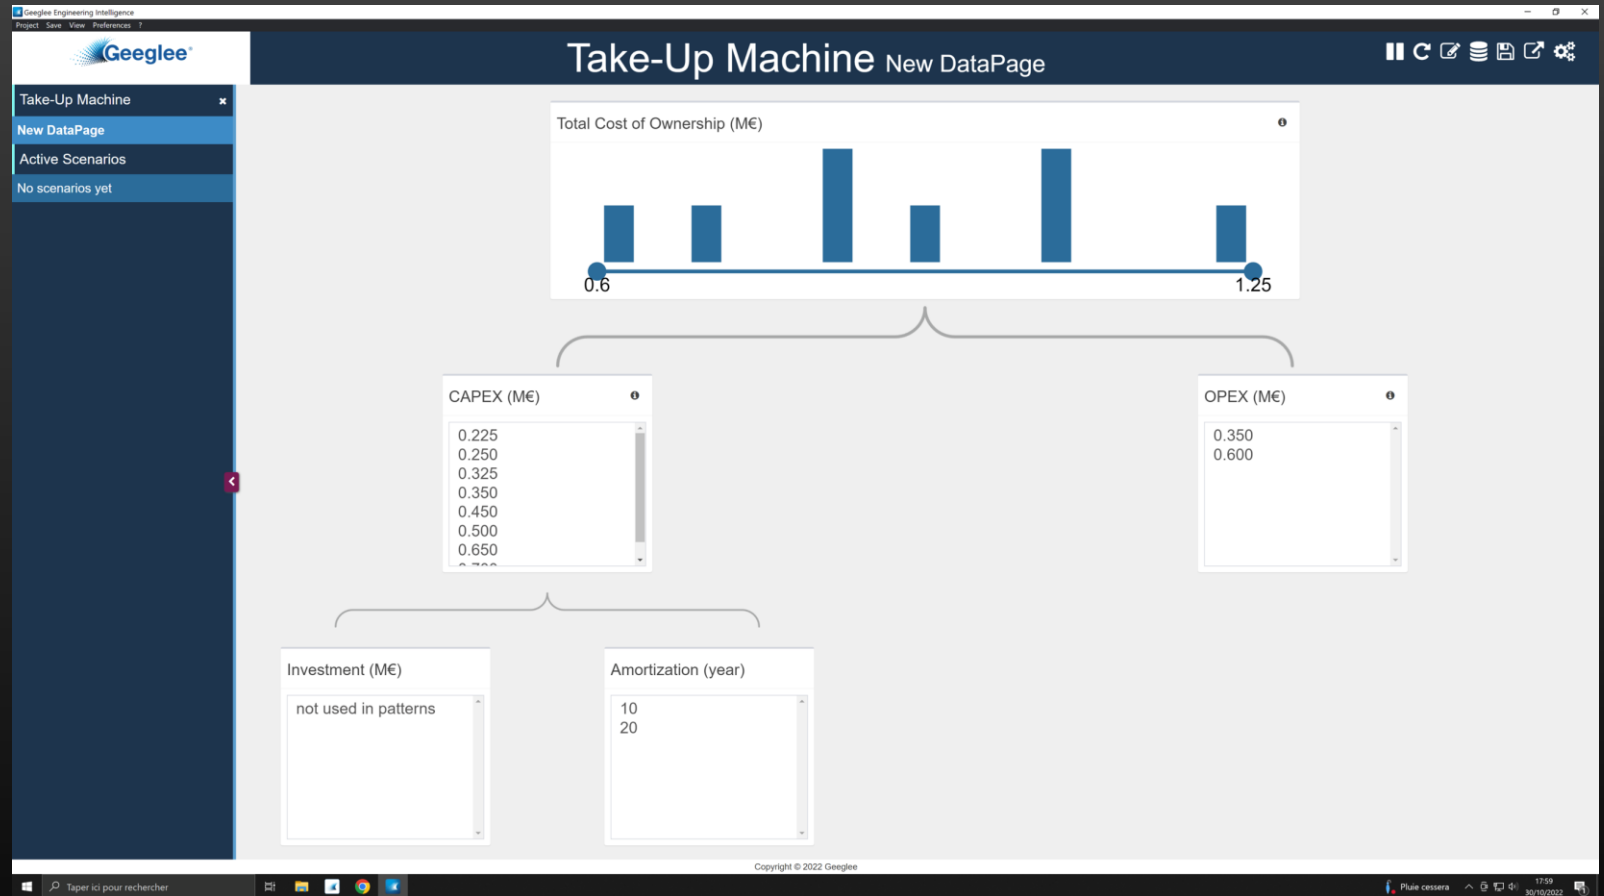 Geeglee Engineering Intelligence
Project Save View Preferences ?
Geeglee®
Take-Up Machine New DataPage
Take-Up Machine
New DataPage
Active Scenarios
No scenarios yet
Total Cost of Ownership (M€)
0.6
1.25
CAPEX (M€)
0.225
0.250
0.325
0.350
0.450
0.500
0.650
OPEX (M€)
0.350
0.600
Investment (M€)
not used in patterns
Amortization (year)
10
20
Copyright © 2022 Geeglee
Taper ici pour rechercher
Pluie cessera
17:59
30/10/2022